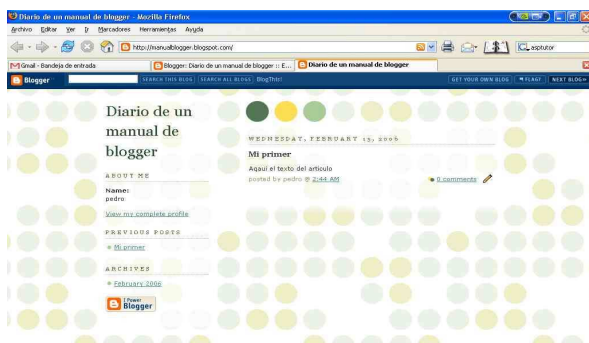 Diario de un manual de blogger - Mozilla Firefox
Archivo Editar Ver Ir Marcadores Herramientas Ayuda
http://manualblogger.blogspot.com/
asptutor
Gmail - Bandeja de entrada
Blogger: Diario de un manual de blogger :: E...
Diario de un manual de blogger
Blogger
SEARCH THIS BLOG
SEARCH ALL BLOGS
BlogThis!
GET YOUR OWN BLOG
FLAG?
NEXT BLOG»
Diario de un
manual de
blogger
ABOUT ME
Name:
pedro
View my complete profile
PREVIOUS POSTS
Mi primer
ARCHIVES
February 2006
I Power
Blogger
WEDNESDAY, FEBRUARY 15, 2006
Mi primer
Aqauí el texto del articulo
posted by pedro @ 2:44 AM
0 comments